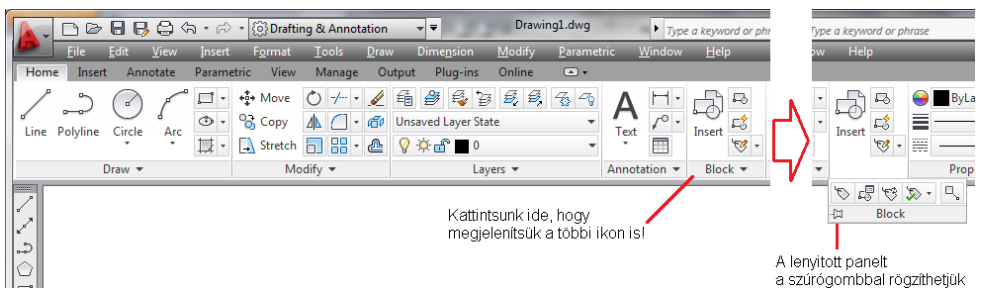 Drafting & Annotation
Drawing1.dwg
Type a keyword or phr
Type a keyword or phrase
File Edit View Insert Format Tools Draw Dimension Modify Parametric Window Help
ow Help
Home Insert Annotate Parametric View Manage Output Plug-ins Online
Move
Copy
Stretch
Line Polyline Circle Arc
Unsaved Layer State
0
Text
Insert
Insert
ByLa
Draw
Modify
Layers
Annotation
Block
Prop
Block
Kattintsunk ide, hogy
megjelenítsük a többi ikon is!
A lenyitott panelt
a szúrógombbal rögzíthetjük